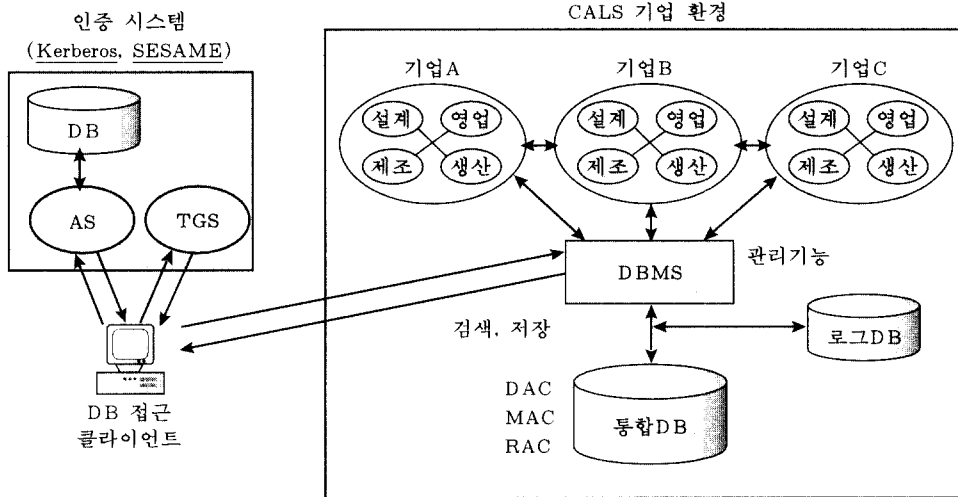 인증 시스템
(Kerberos, SESAME)
DB
AS
TGS
DB 접근
클라이언트
CALS 기업 환경
기업A
기업B
기업C
설계
영업
제조
생산
설계
영업
제조
생산
설계
영업
제조
생산
DBMS
관리기능
검색, 저장
로그DB
DAC
MAC
RAC
통합DB